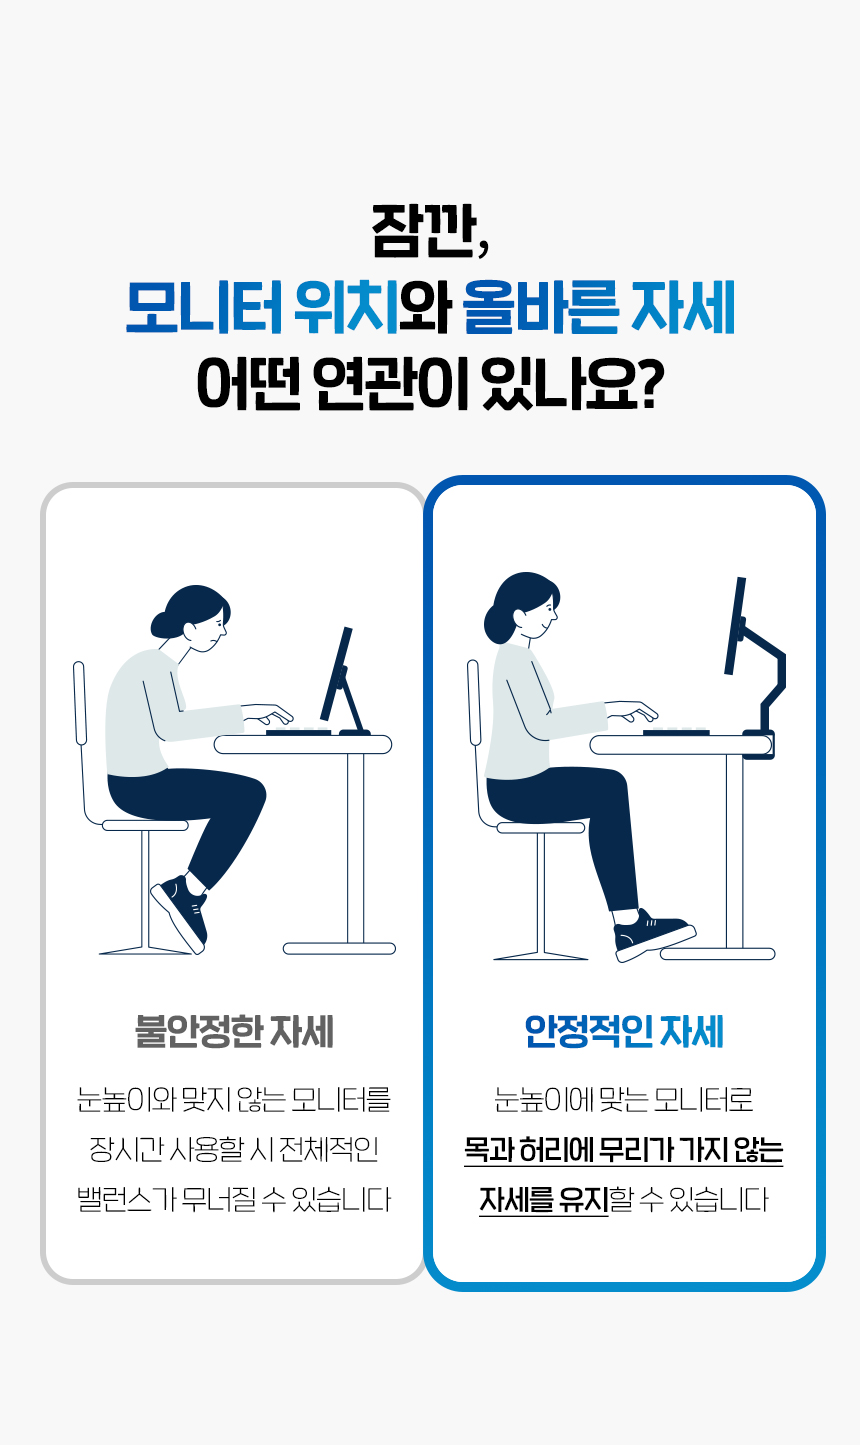 잠깐,
모니터 위치와 올바른 자세
어떤 연관이 있나요?
불안정한 자세
눈높이와 맞지 않는 모니터를
장시간 사용할 시 전체적인
밸런스가 무너질 수 있습니다
안정적인 자세
눈높이에 맞는 모니터로
목과 허리에 무리가 가지 않는
자세를 유지할 수 있습니다